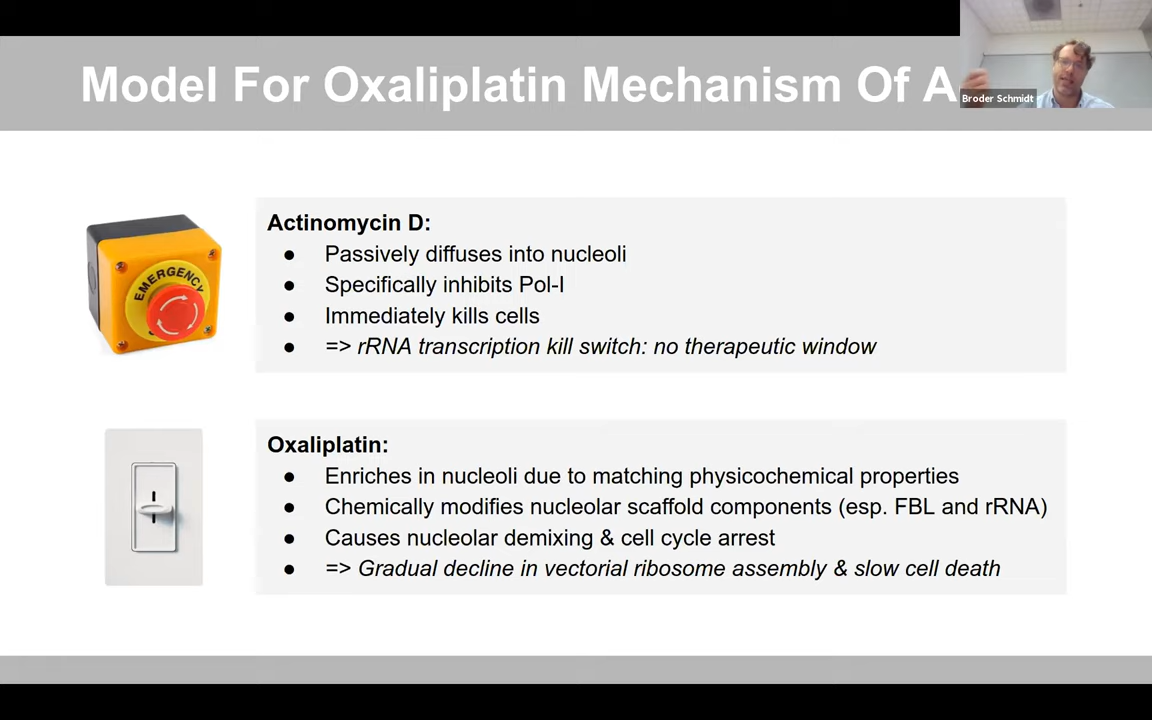 Model For Oxaliplatin Mechanism Of A
Broder Schmidt
EMERGENCY
Actinomycin D:
● Passively diffuses into nucleoli
● Specifically inhibits Pol-I
● Immediately kills cells
● => rRNA transcription kill switch: no therapeutic window
Oxaliplatin:
● Enriches in nucleoli due to matching physicochemical properties
● Chemically modifies nucleolar scaffold components (esp. FBL and rRNA)
● Causes nucleolar demixing & cell cycle arrest
● => Gradual decline in vectorial ribosome assembly & slow cell death